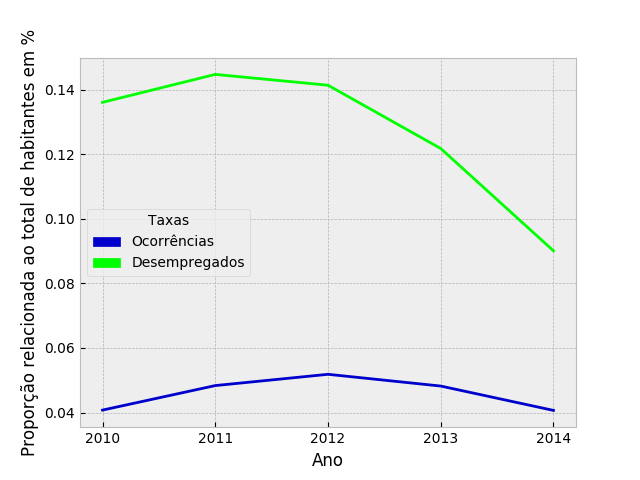 Proporção relacionada ao total de habitantes em %
0.14
0.12
0.10
0.08
0.06
0.04
Taxas
Ocorrências
Desempregados
2010 2011 2012 2013 2014
Ano